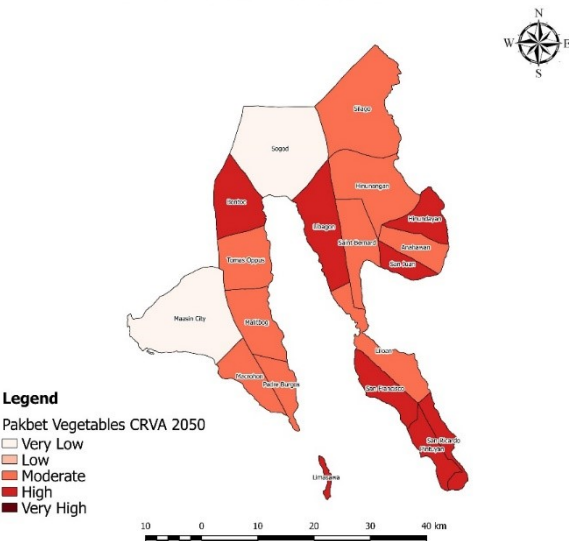 N
W
E
S
Silago
Sogod
Hinunangan
Bontoc
Hinundayan
Libagon
Saint Bernard
Anahawan
San Juan
Tomas Oppus
Maasin City
Malitbog
Liloan
Macrohon
Padre Burgos
San Francisco
San Ricardo
Pintuyan
Limasawa
Legend
Pakbet Vegetables CRVA 2050
Very Low
Low
Moderate
High
Very High
10 0 10 20 30 40 km